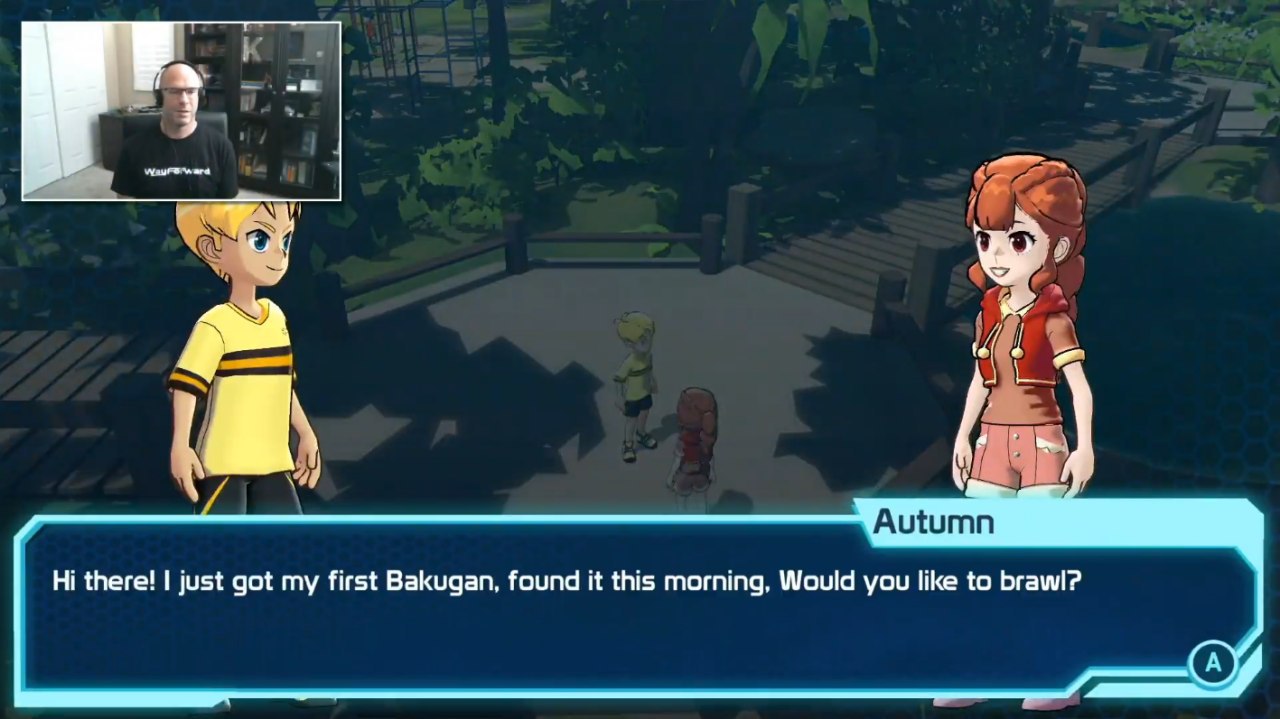 K
WayForward
Autumn
Hi there! I just got my first Bakugan, found it this morning, Would you like to brawl?
A